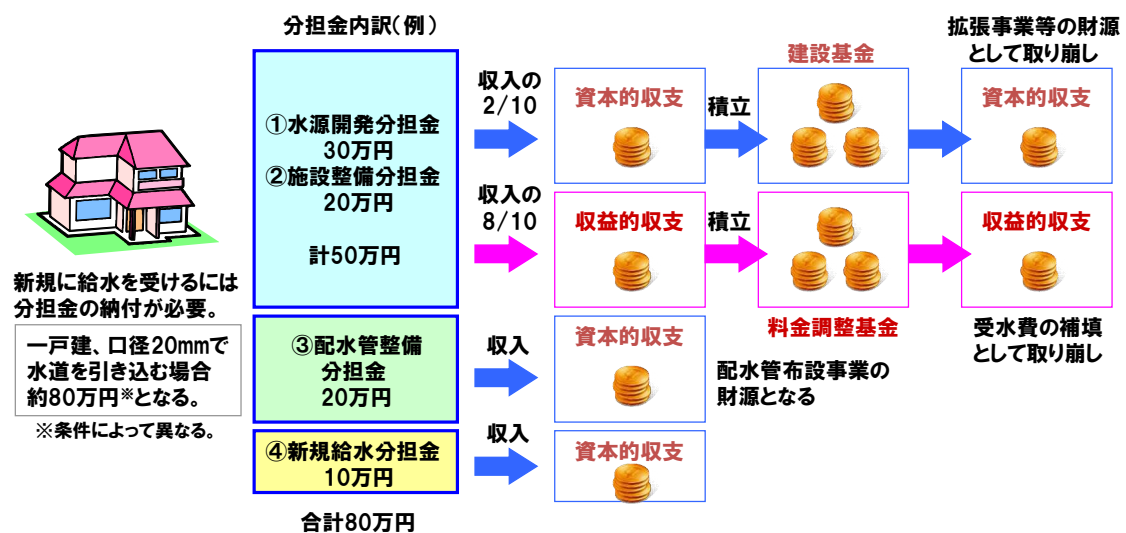 分担金内訳(例)
①水源開発分担金
30万円
②施設整備分担金
20万円
計50万円
③配水管整備
分担金
20万円
④新規給水分担金
10万円
合計80万円
新規に給水を受けるには
分担金の納付が必要。
一戸建、口径20mmで
水道を引き込む場合
約80万円※となる。
※条件によって異なる。
収入の
2/10
資本的収支
積立
建設基金
拡張事業等の財源
として取り崩し
資本的収支
収入の
8/10
収益的収支
積立
料金調整基金
収益的収支
受水費の補填
として取り崩し
収入
資本的収支
配水管布設事業の
財源となる
収入
資本的収支